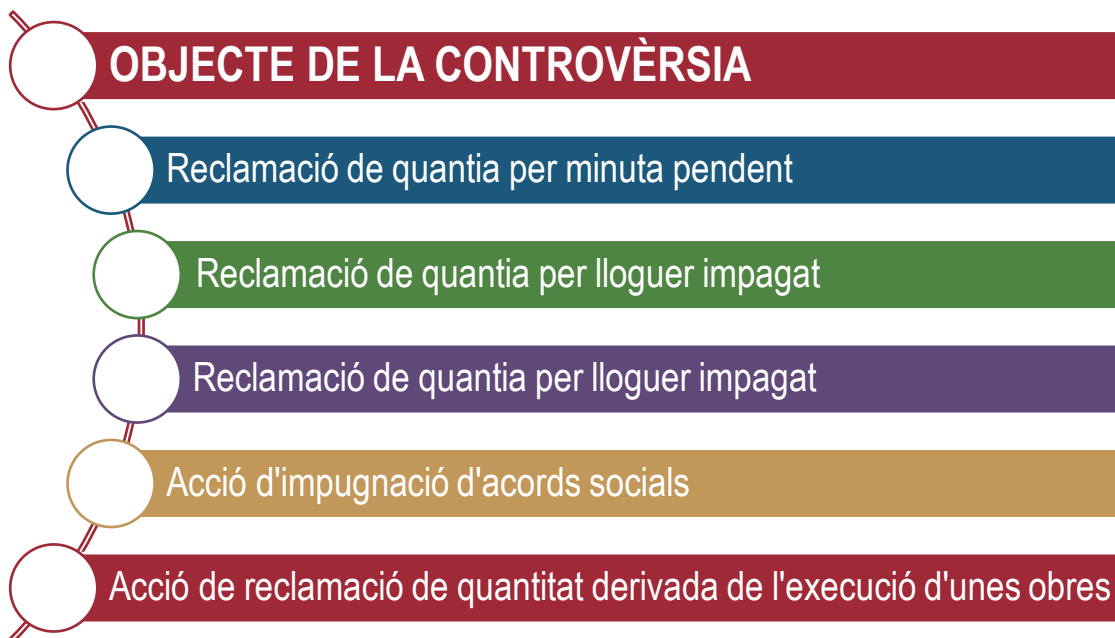 OBJECTE DE LA CONTROVÈRSIA
Reclamació de quantia per minuta pendent
Reclamació de quantia per lloguer impagat
Reclamació de quantia per lloguer impagat
Acció d'impugnació d'acords socials
Acció de reclamació de quantitat derivada de l'execució d'unes obres